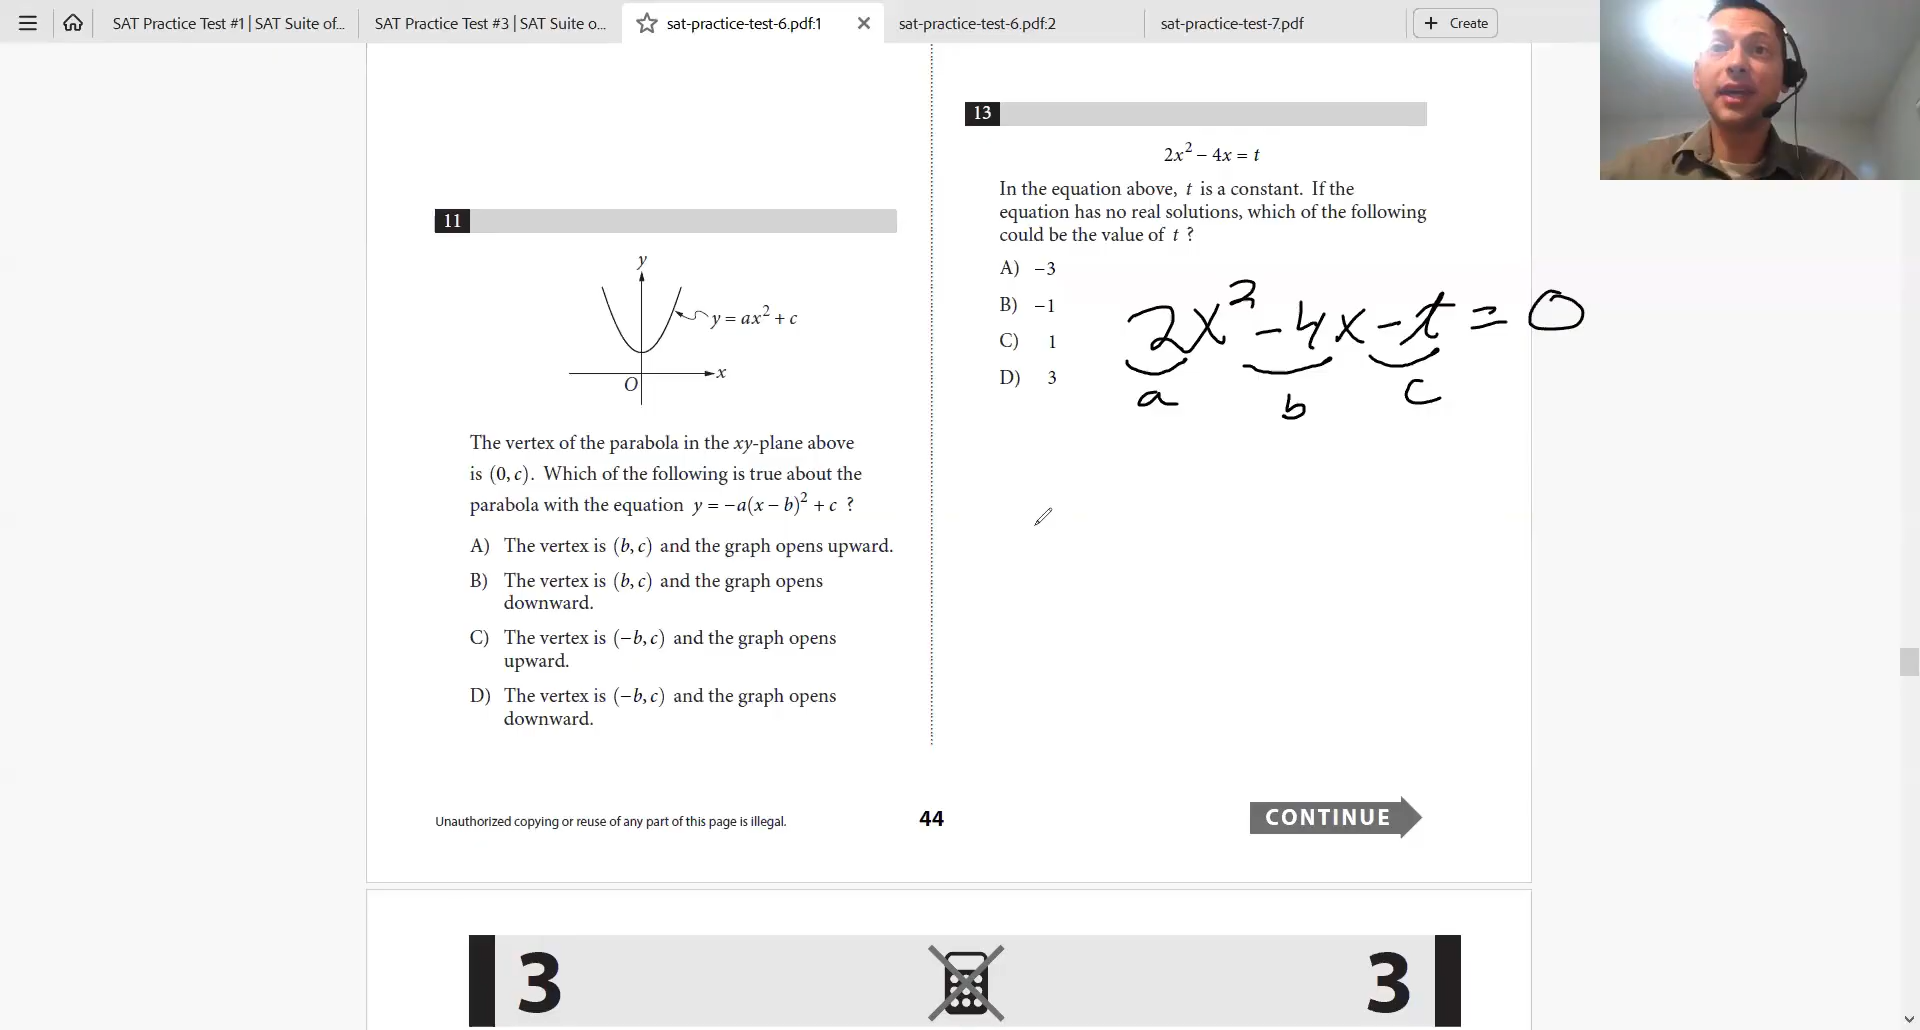 SAT Practice Test #1 | SAT Suite of...
SAT Practice Test #3 | SAT Suite o...
sat-practice-test-6.pdf:1
sat-practice-test-6.pdf:2
sat-practice-test-7.pdf
+ Create
11
y
y = ax² + c
x
O
The vertex of the parabola in the xy-plane above
is (0, c). Which of the following is true about the
parabola with the equation y = −a(x − b)² + c ?
A) The vertex is (b, c) and the graph opens upward.
B) The vertex is (b, c) and the graph opens
downward.
C) The vertex is (−b, c) and the graph opens
upward.
D) The vertex is (−b, c) and the graph opens
downward.
13
2x² − 4x = t
In the equation above, t is a constant. If the
equation has no real solutions, which of the following
could be the value of t ?
A) −3
B) −1
C) 1
D) 3
2x² − 4x − t = 0
a b c
Unauthorized copying or reuse of any part of this page is illegal.
44
CONTINUE
3 3